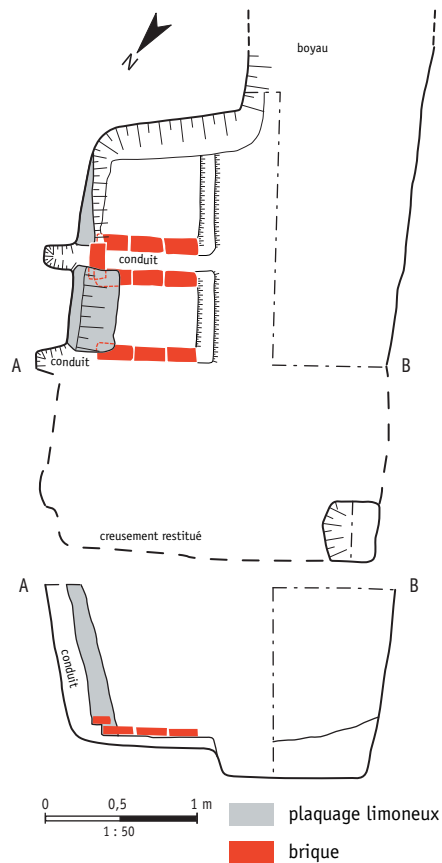 N
boyau
conduit
A
conduit
B
creusement restitué
A
B
conduit
0
0,5
1 m
1 : 50
plaquage limoneux
brique